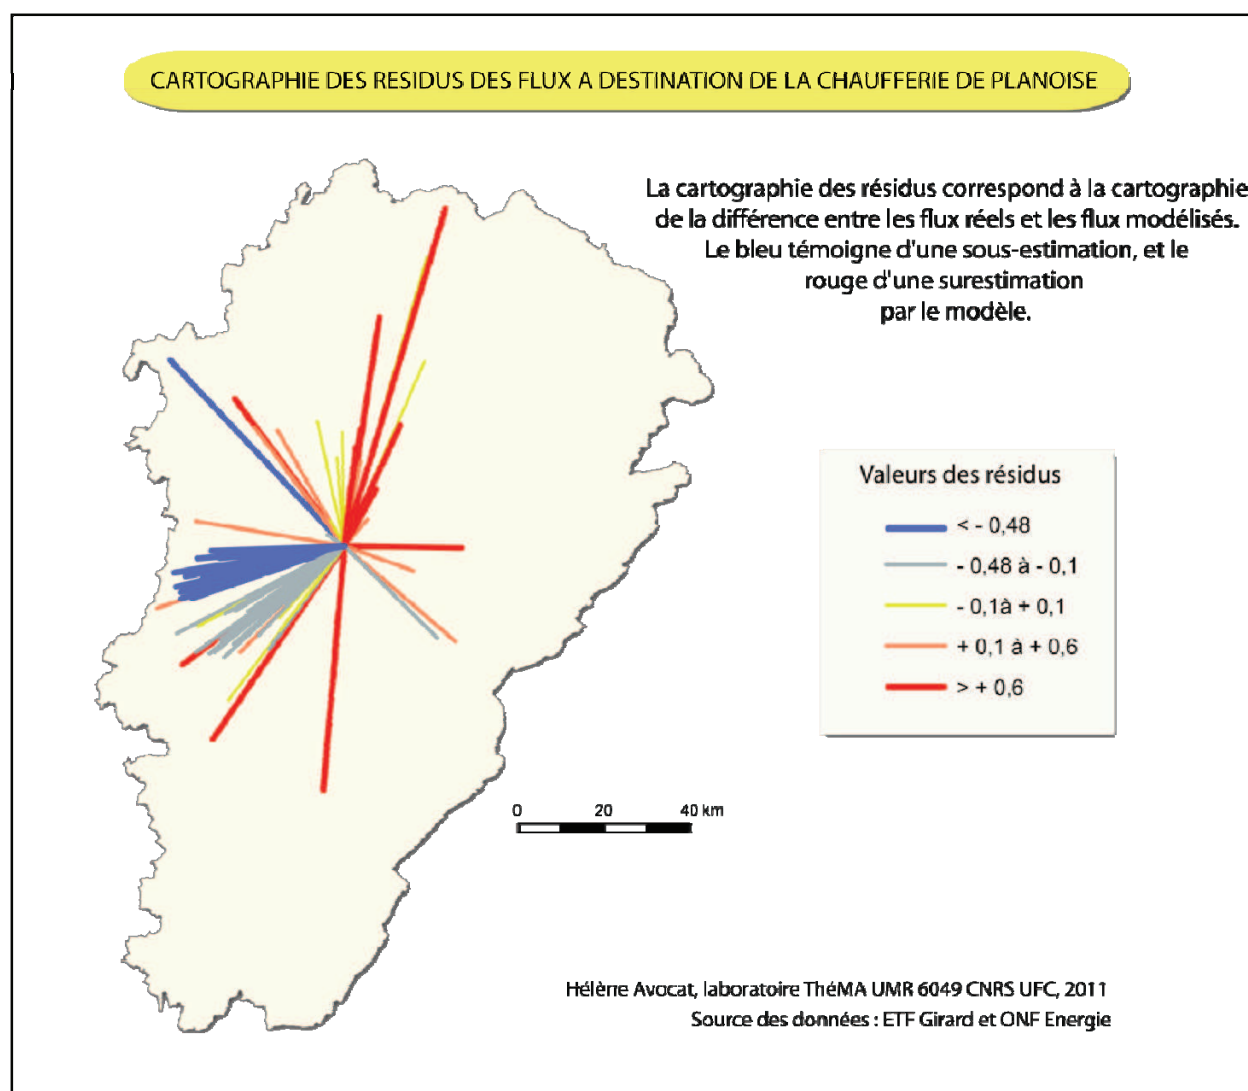 CARTOGRAPHIE DES RESIDUS DES FLUX A DESTINATION DE LA CHAUFFERIE DE PLANOISE
La cartographie des résidus correspond à la cartographie
de la différence entre les flux réels et les flux modélisés.
Le bleu témoigne d'une sous-estimation, et le
rouge d'une surestimation
par le modèle.
Valeurs des résidus
< - 0,48
- 0,48 à - 0,1
- 0,1à + 0,1
+ 0,1 à + 0,6
> + 0,6
0 20 40 km
Hélène Avocat, laboratoire ThéMA UMR 6049 CNRS UFC, 2011
Source des données : ETF Girard et ONF Energie